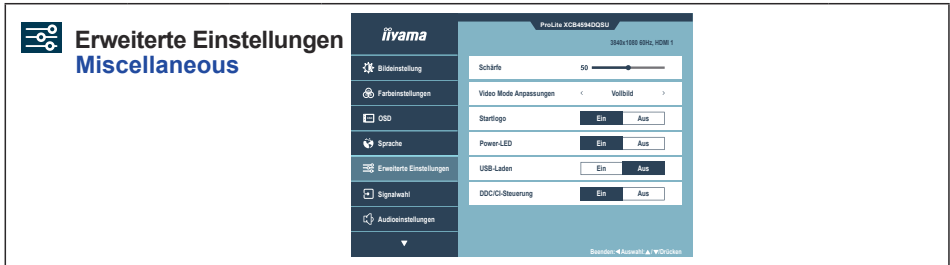 Erweiterte Einstellungen
Miscellaneous
iiyama
ProLite XCB4594DQSU
3840x1080 60Hz, HDMI 1
Bildeinstellung
Farbeinstellungen
OSD
Sprache
Erweiterte Einstellungen
Signalwahl
Audioeinstellungen
▼
Schärfe 50
Video Mode Anpassungen ‹ Vollbild ›
Startlogo Ein Aus
Power-LED Ein Aus
USB-Laden Ein Aus
DDC/CI-Steuerung Ein Aus
Beenden:◀ Auswahl:▲/▼/Drücken